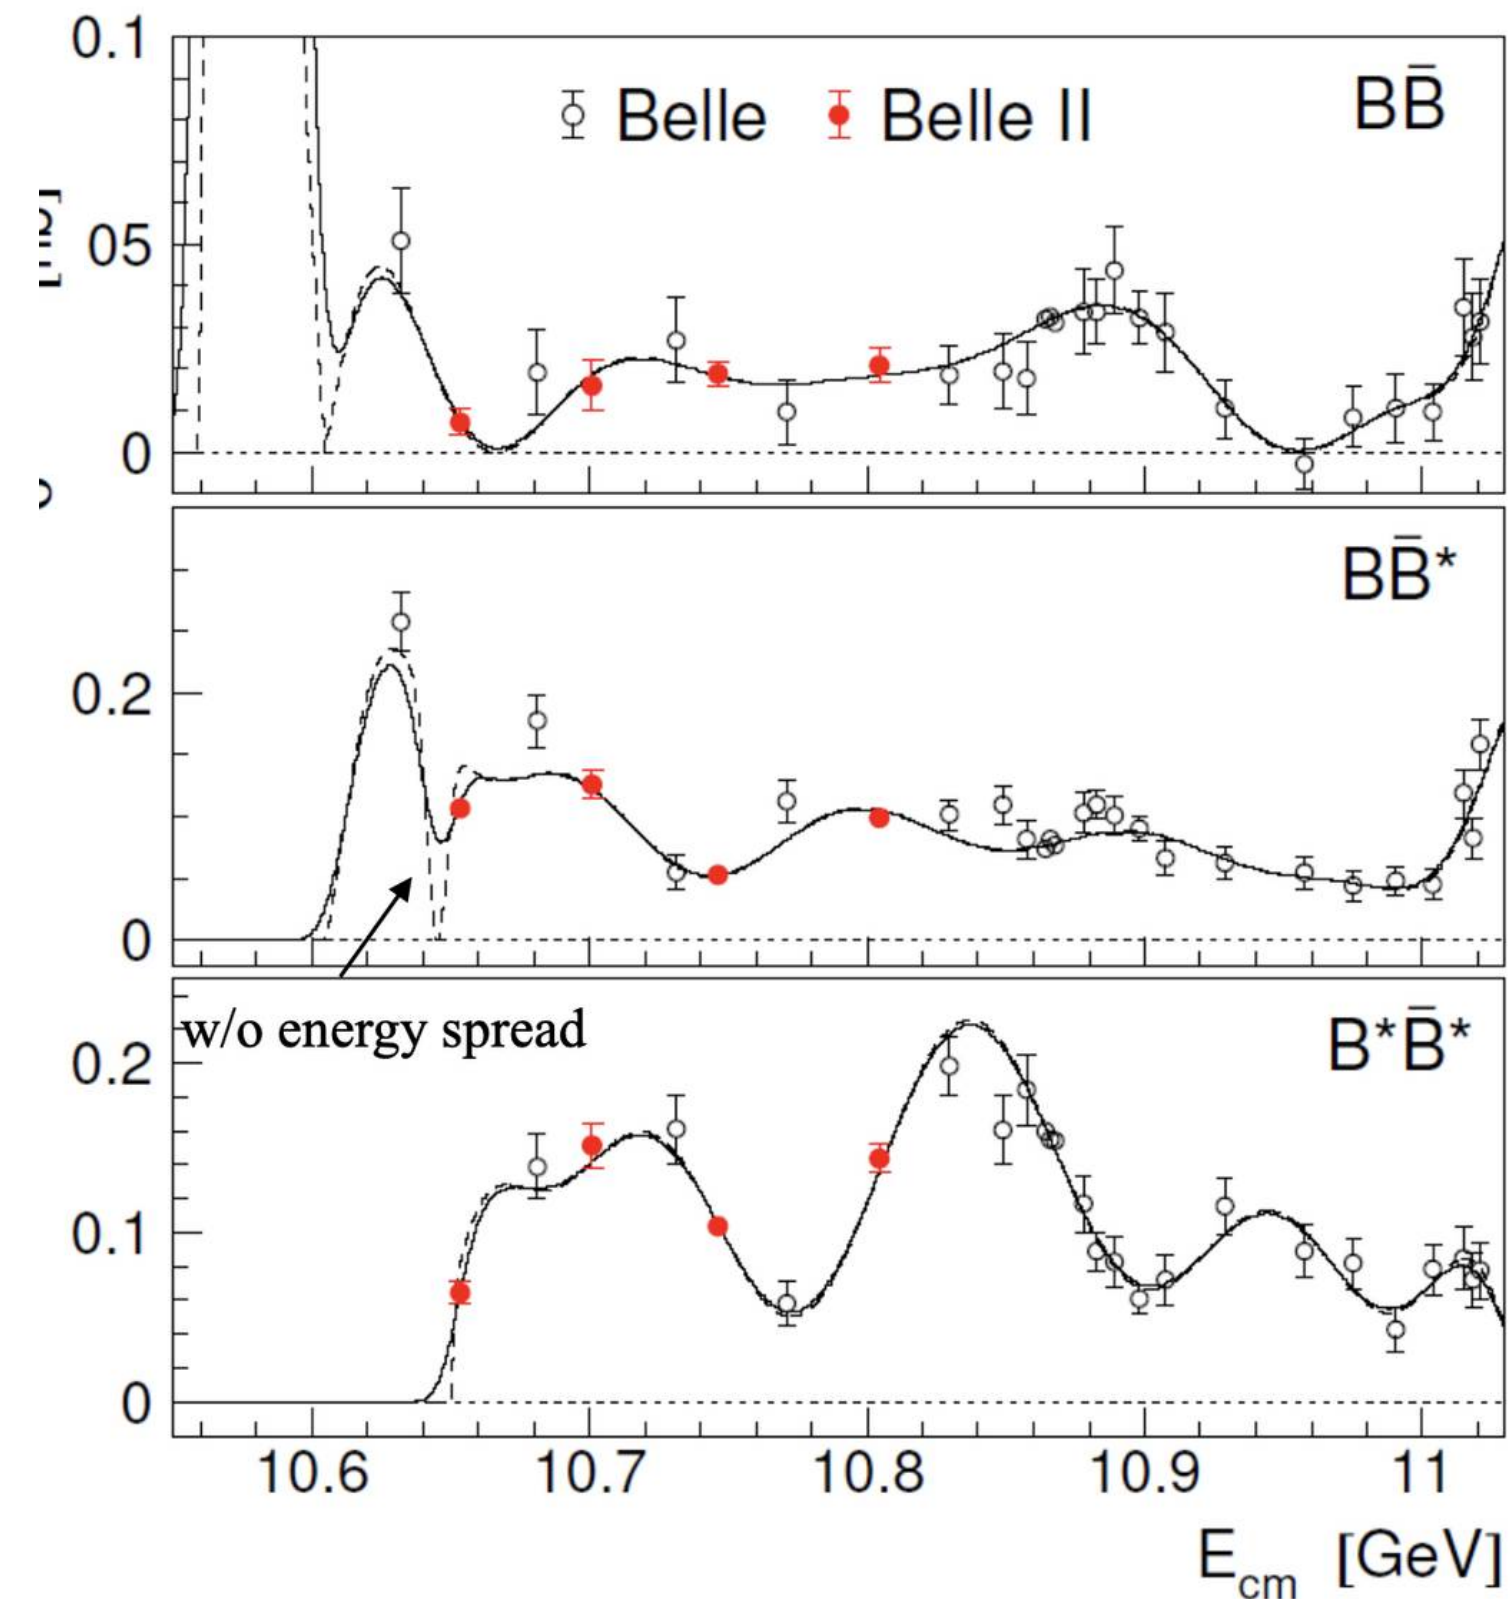 0.1
Belle
Belle II
BB̄
05
0
BB̄*
0.2
0
w/o energy spread
B*B̄*
0.2
0.1
0
10.6 10.7 10.8 10.9 11
E_cm [GeV]